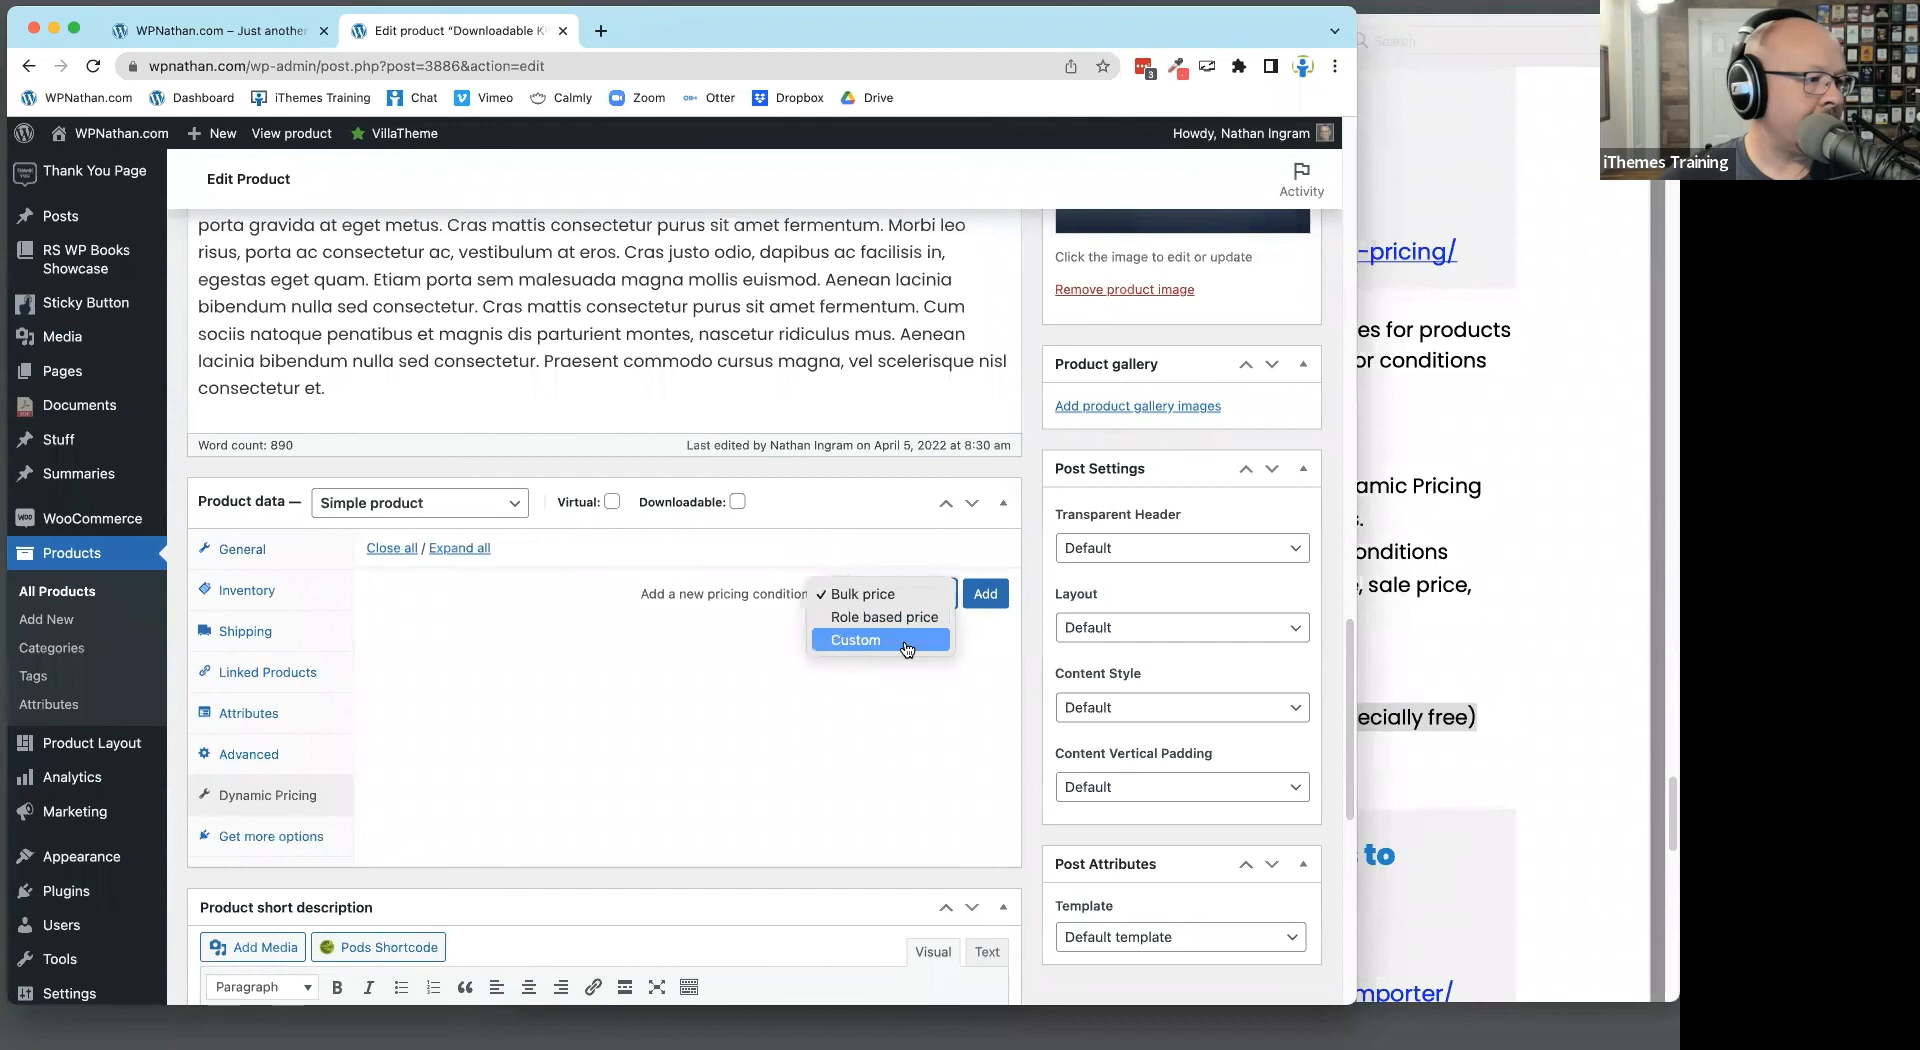 WPNathan.com – Just another
Edit product “Downloadable K
wpnathan.com/wp-admin/post.php?post=3886&action=edit
3
WPNathan.com Dashboard iThemes Training Chat Vimeo Calmly Zoom Otter Dropbox Drive
WPNathan.com New View product VillaTheme Howdy, Nathan Ingram
Thank You Page
Posts
RS WP Books
Showcase
Sticky Button
Media
Pages
Documents
Stuff
Summaries
WooCommerce
Products
All Products
Add New
Categories
Tags
Attributes
Product Layout
Analytics
Marketing
Appearance
Plugins
Users
Tools
Settings
Edit Product
Activity
porta gravida at eget metus. Cras mattis consectetur purus sit amet fermentum. Morbi leo
risus, porta ac consectetur ac, vestibulum at eros. Cras justo odio, dapibus ac facilisis in,
egestas eget quam. Etiam porta sem malesuada magna mollis euismod. Aenean lacinia
bibendum nulla sed consectetur. Cras mattis consectetur purus sit amet fermentum. Cum
sociis natoque penatibus et magnis dis parturient montes, nascetur ridiculus mus. Aenean
lacinia bibendum nulla sed consectetur. Praesent commodo cursus magna, vel scelerisque nisl
consectetur et.
Word count: 890 Last edited by Nathan Ingram on April 5, 2022 at 8:30 am
Product data — Simple product Virtual: Downloadable:
General
Inventory
Shipping
Linked Products
Attributes
Advanced
Dynamic Pricing
Get more options
Close all / Expand all
Add a new pricing condition
Bulk price
Role based price
Custom
Add
Product short description
Add Media Pods Shortcode
Visual Text
Paragraph
Click the image to edit or update
Remove product image
Product gallery
Add product gallery images
Post Settings
Transparent Header
Default
Layout
Default
Content Style
Default
Content Vertical Padding
Default
Post Attributes
Template
Default template
Search
-pricing/
es for products
or conditions
amic Pricing
s.
onditions
, sale price,
ecially free)
to
mporter/
iThemes Training